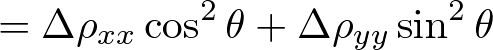 = Δρ_{xx} cos² θ + Δρ_{yy} sin² θ